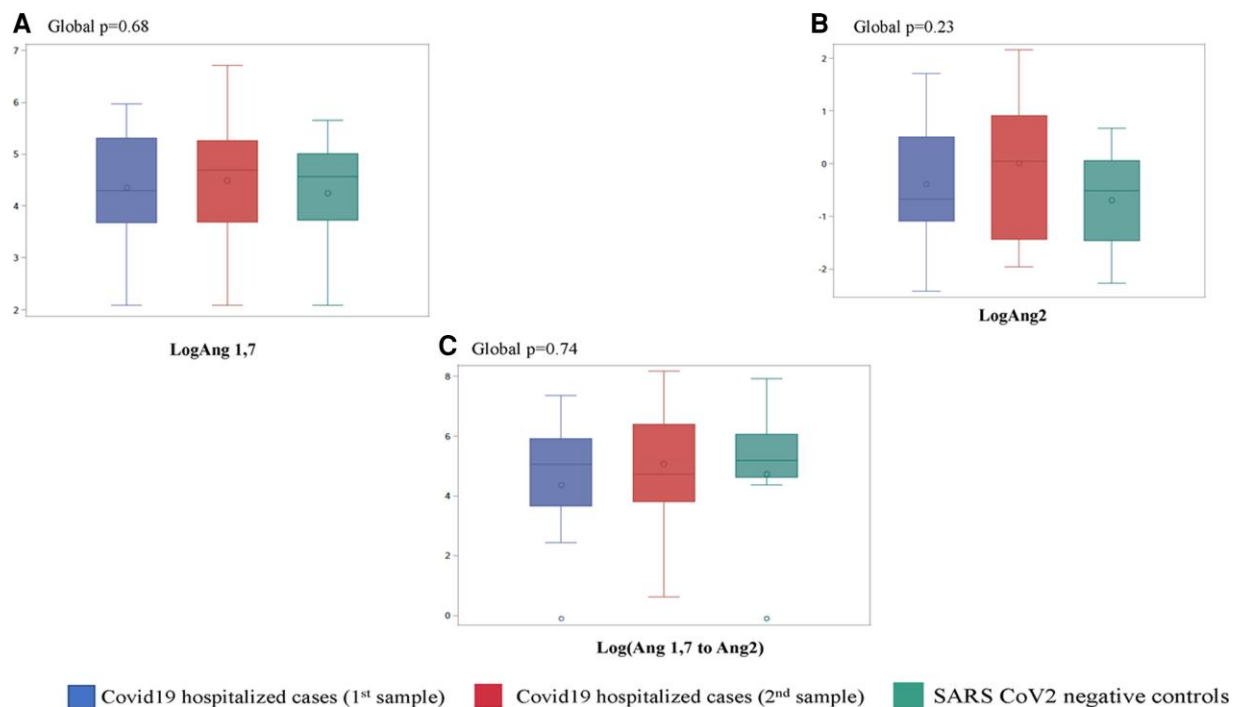 A Global p=0.68
7
6
5
4
3
2
LogAng 1,7
B Global p=0.23
2
1
0
-1
-2
LogAng2
C Global p=0.74
8
6
4
2
0
Log(Ang 1,7 to Ang2)
Covid19 hospitalized cases (1st sample) Covid19 hospitalized cases (2nd sample) SARS CoV2 negative controls